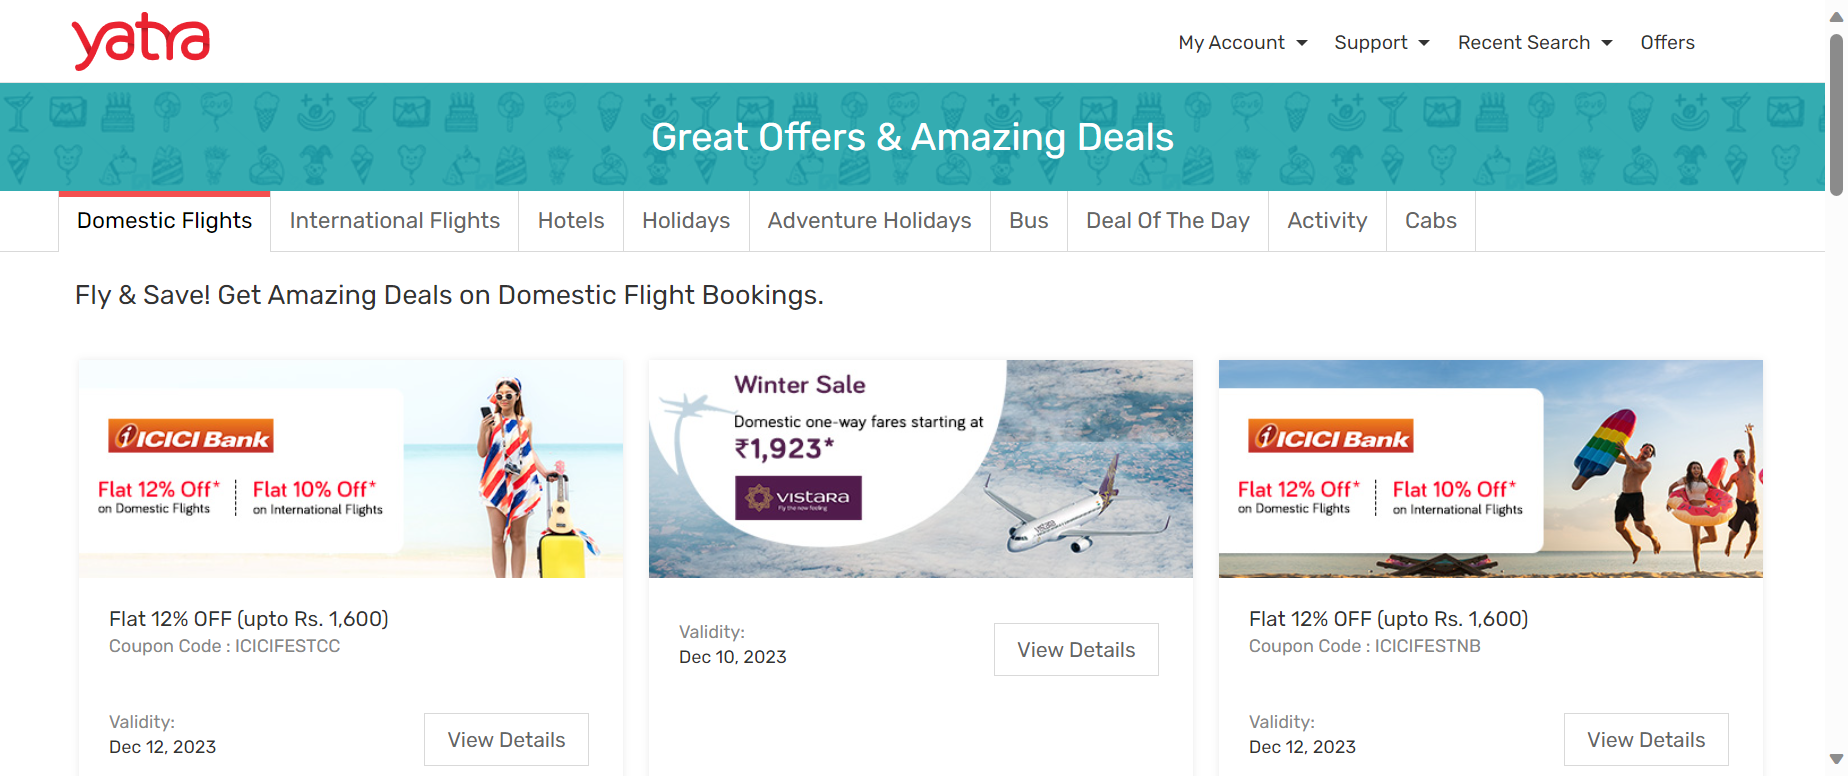 yatra
My Account
Support
Recent Search
Offers
Great Offers & Amazing Deals
Domestic Flights
International Flights
Hotels
Holidays
Adventure Holidays
Bus
Deal Of The Day
Activity
Cabs
Fly & Save! Get Amazing Deals on Domestic Flight Bookings.
ICICI Bank
Flat 12% Off*
on Domestic Flights
Flat 10% Off*
on International Flights
Flat 12% OFF (upto Rs. 1,600)
Coupon Code : ICICIFESTCC
Validity:
Dec 12, 2023
View Details
Winter Sale
Domestic one-way fares starting at
₹1,923*
VISTARA
Fly the new feeling
Validity:
Dec 10, 2023
View Details
ICICI Bank
Flat 12% Off*
on Domestic Flights
Flat 10% Off*
on International Flights
Flat 12% OFF (upto Rs. 1,600)
Coupon Code : ICICIFESTNB
Validity:
Dec 12, 2023
View Details